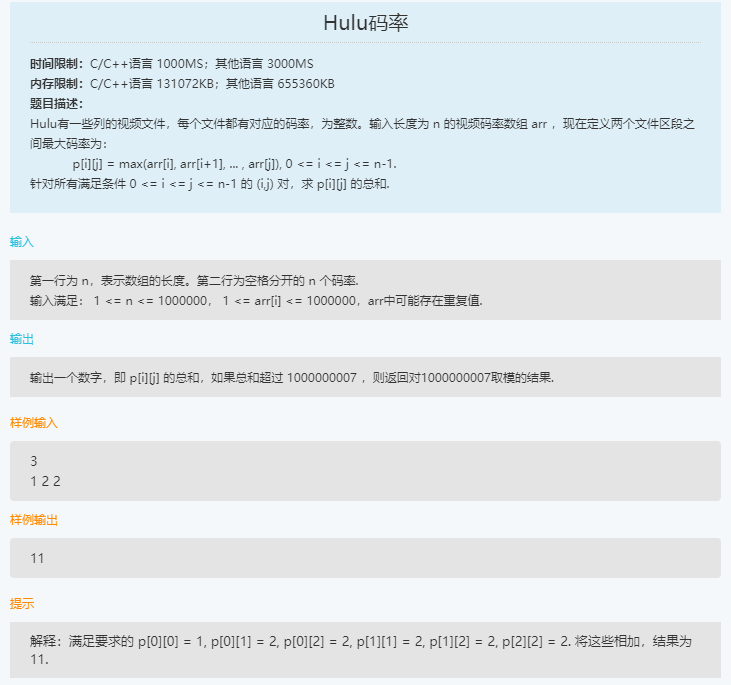 Hulu码率
时间限制：C/C++语言 1000MS；其他语言 3000MS
内存限制：C/C++语言 131072KB；其他语言 655360KB
题目描述：
Hulu有一些列的视频文件，每个文件都有对应的码率，为整数。输入长度为 n 的视频码率数组 arr ，现在定义两个文件区段之
间最大码率为：
p[i][j] = max(arr[i], arr[i+1], ... , arr[j]), 0 <= i <= j <= n-1.
针对所有满足条件 0 <= i <= j <= n-1 的 (i,j) 对，求 p[i][j] 的总和.
输入
第一行为 n，表示数组的长度。第二行为空格分开的 n 个码率.
输入满足： 1 <= n <= 1000000， 1 <= arr[i] <= 1000000，arr中可能存在重复值.
输出
输出一个数字，即 p[i][j] 的总和，如果总和超过 1000000007 ，则返回对1000000007取模的结果.
样例输入
3
1 2 2
样例输出
11
提示
解释：满足要求的 p[0][0] = 1, p[0][1] = 2, p[0][2] = 2, p[1][1] = 2, p[1][2] = 2, p[2][2] = 2. 将这些相加，结果为
11.